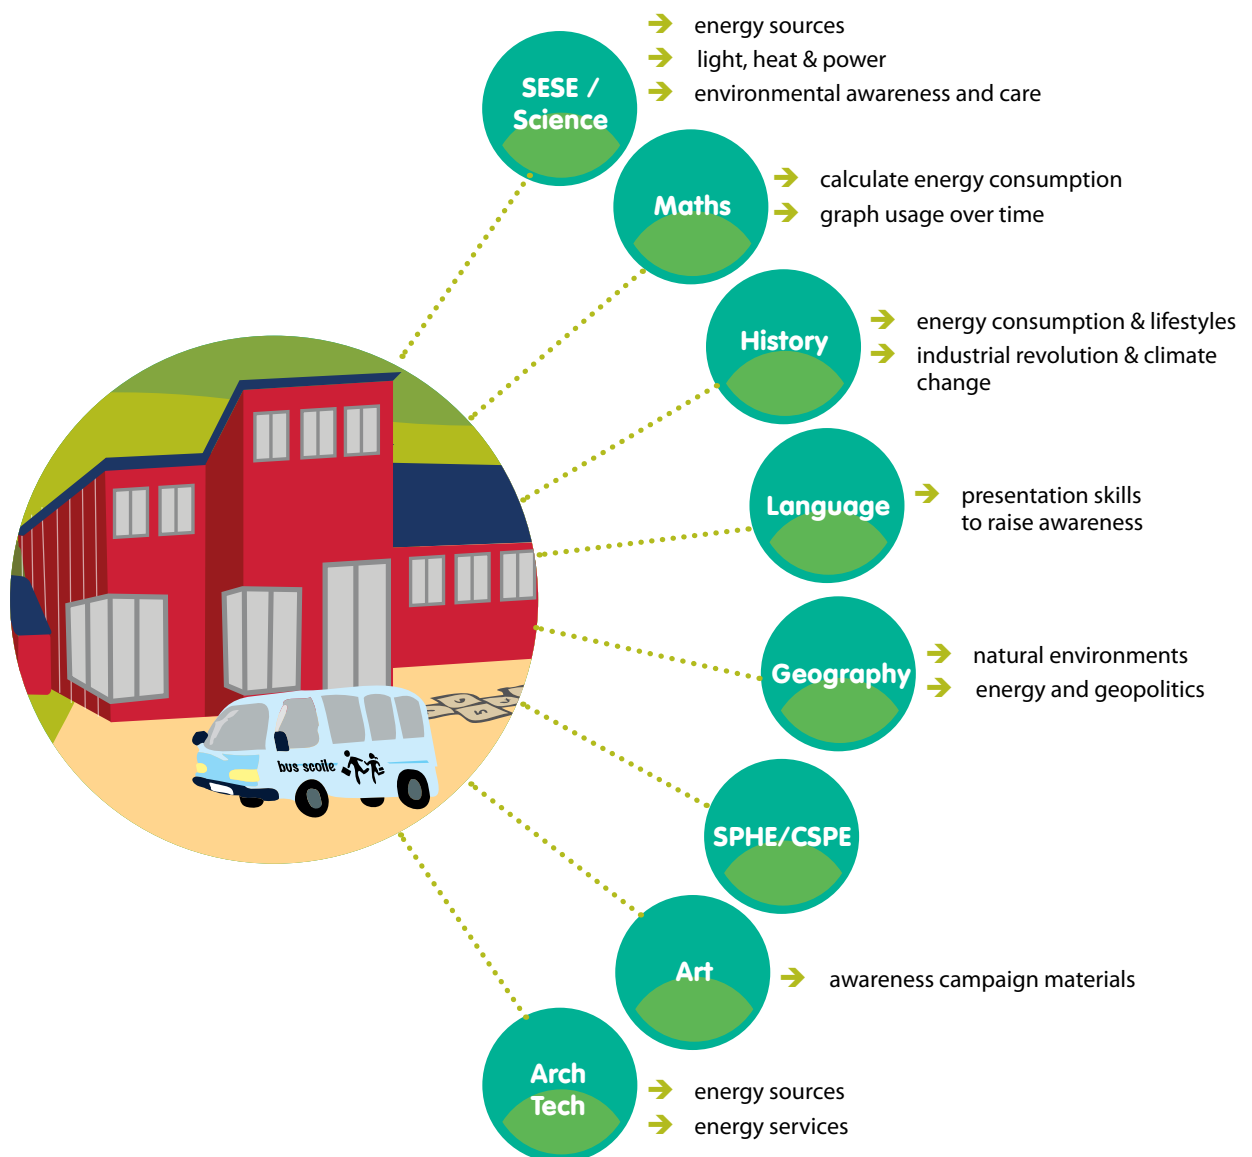 energy sources
light, heat & power
environmental awareness and care
SESE /
Science
calculate energy consumption
graph usage over time
Maths
energy consumption & lifestyles
industrial revolution & climate
change
History
presentation skills
to raise awareness
Language
natural environments
energy and geopolitics
Geography
bus scoile
SPHE/CSPE
Art
awareness campaign materials
Arch
Tech
energy sources
energy services